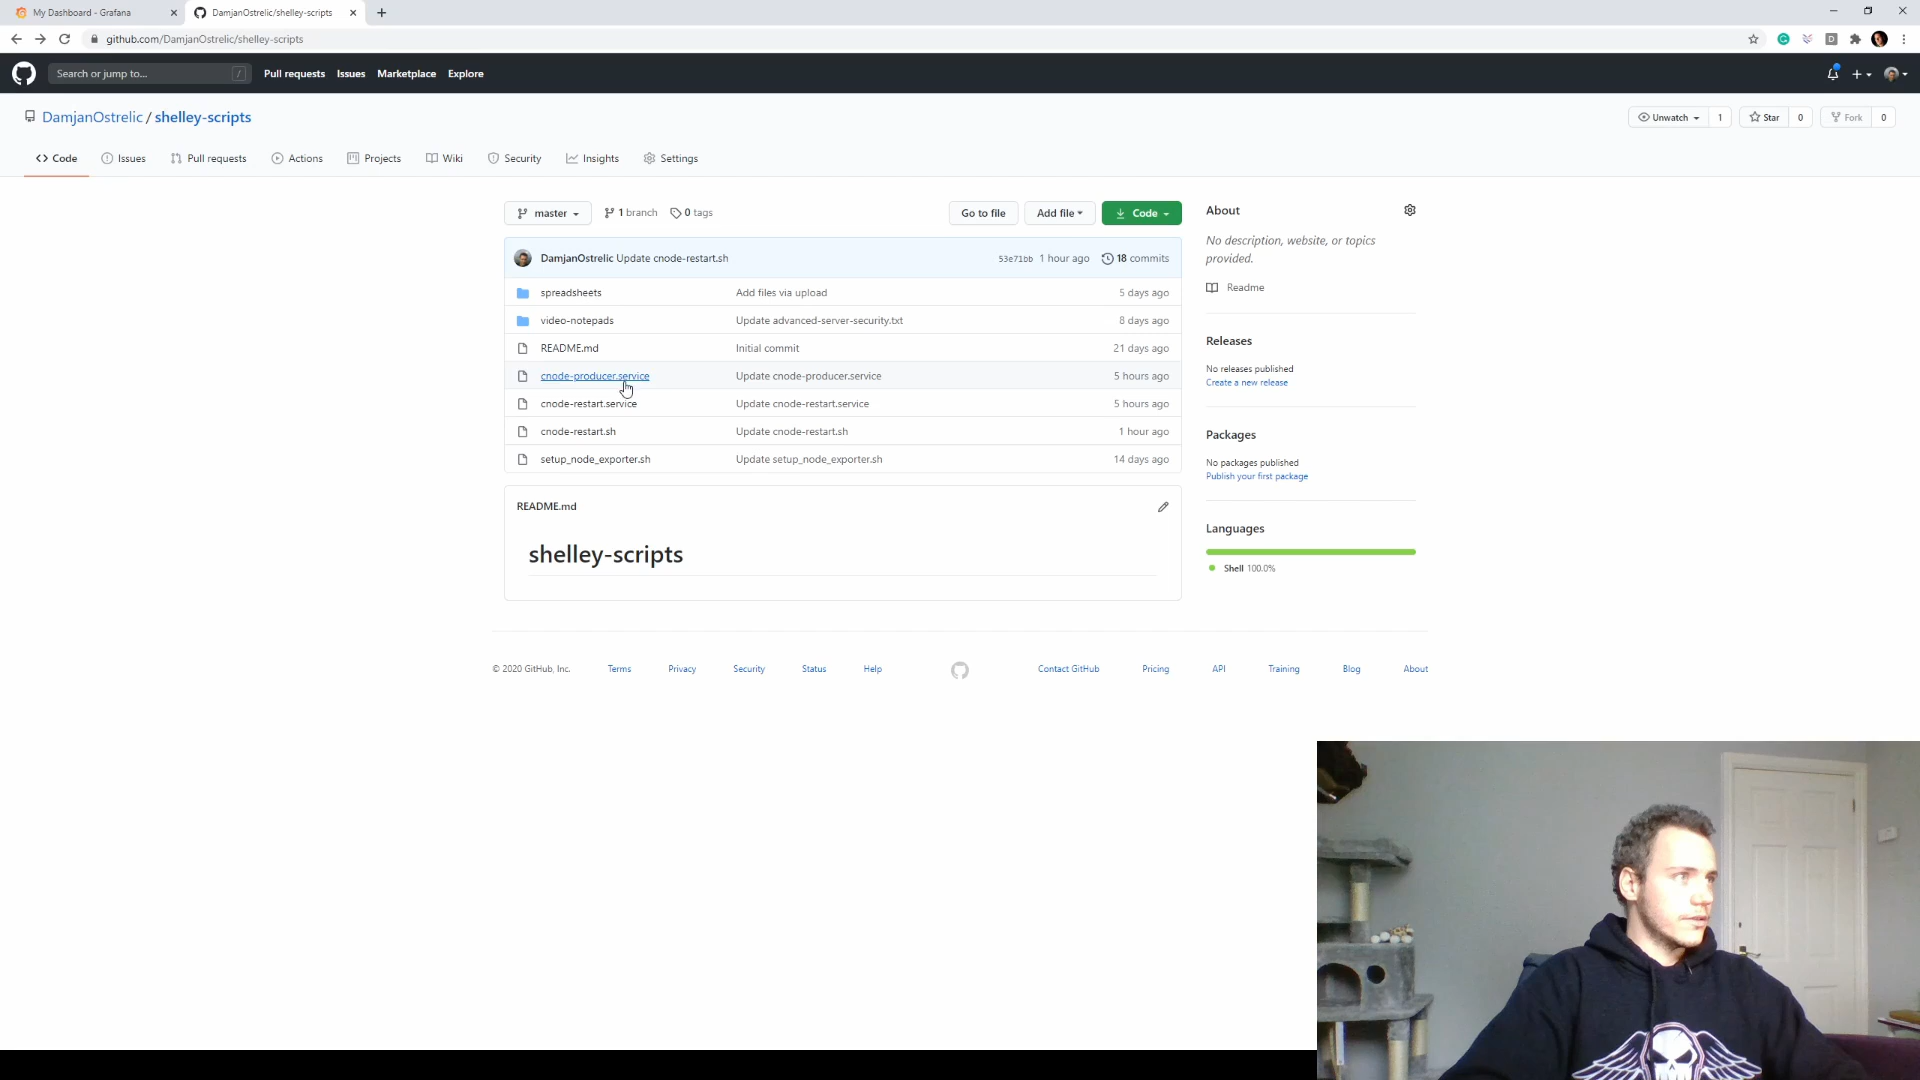 My Dashboard - Grafana
DamjanOstrelic/shelley-scripts
github.com/DamjanOstrelic/shelley-scripts
Search or jump to...
/
Pull requests
Issues
Marketplace
Explore
DamjanOstrelic / shelley-scripts
Unwatch
1
Star
0
Fork
0
<> Code
Issues
Pull requests
Actions
Projects
Wiki
Security
Insights
Settings
master
1 branch
0 tags
Go to file
Add file
Code
DamjanOstrelic Update cnode-restart.sh
53e71bb 1 hour ago
18 commits
spreadsheets Add files via upload 5 days ago
video-notepads Update advanced-server-security.txt 8 days ago
README.md Initial commit 21 days ago
cnode-producer.service Update cnode-producer.service 5 hours ago
cnode-restart.service Update cnode-restart.service 5 hours ago
cnode-restart.sh Update cnode-restart.sh 1 hour ago
setup_node_exporter.sh Update setup_node_exporter.sh 14 days ago
README.md
shelley-scripts
About
No description, website, or topics
provided.
Readme
Releases
No releases published
Create a new release
Packages
No packages published
Publish your first package
Languages
Shell 100.0%
© 2020 GitHub, Inc.
Terms
Privacy
Security
Status
Help
Contact GitHub
Pricing
API
Training
Blog
About